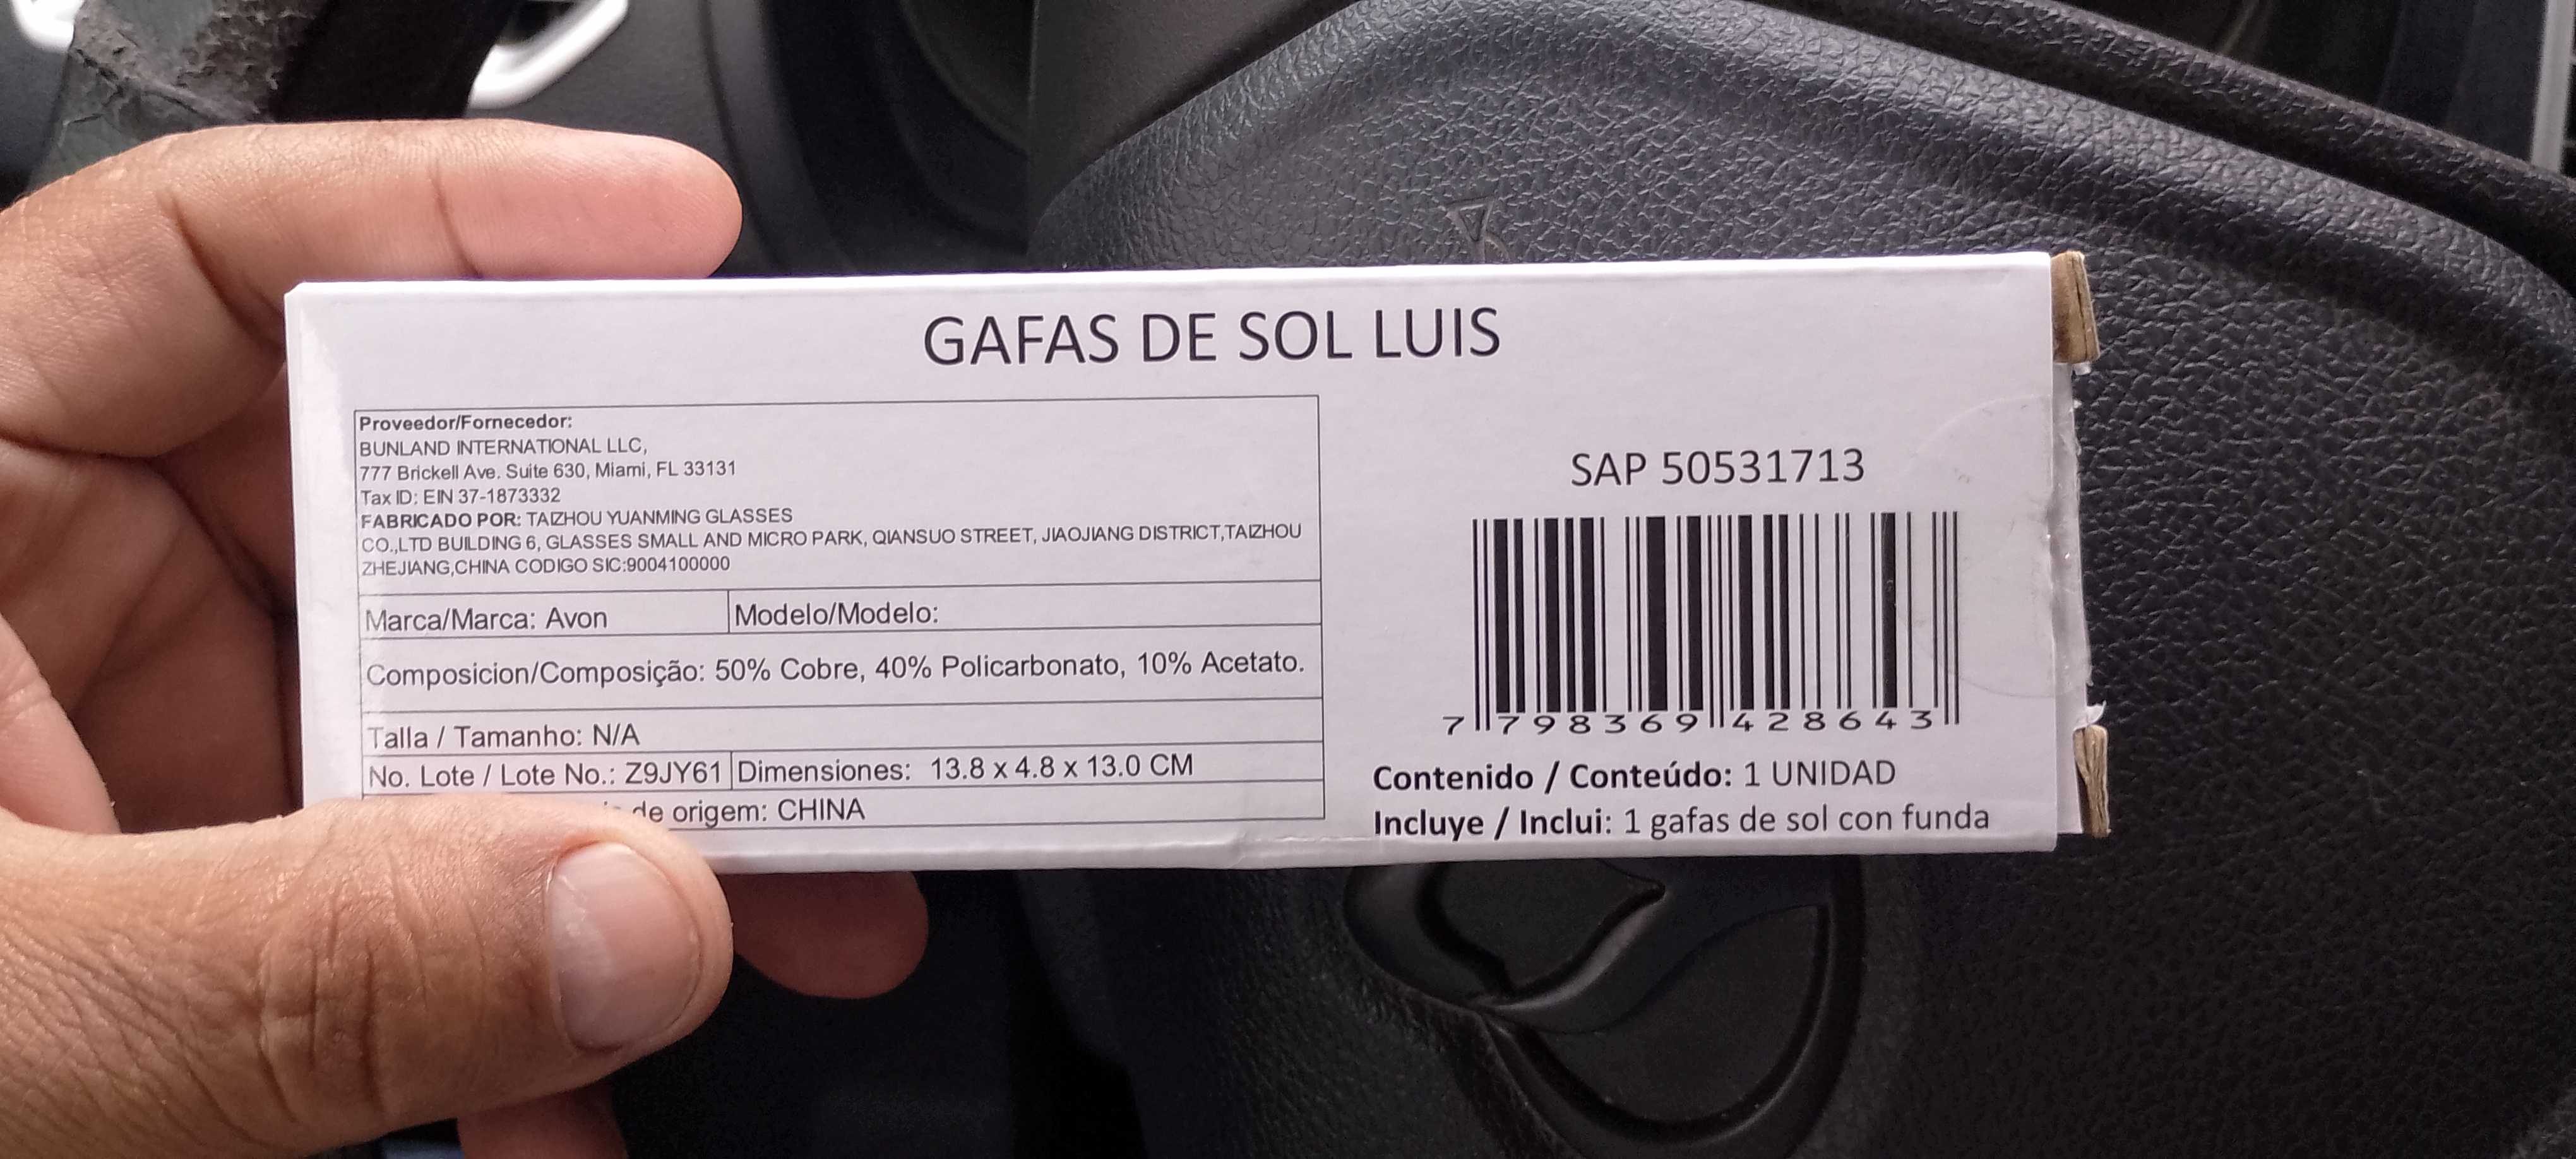 GAFAS DE SOL LUIS
Proveedor/Fornecedor:
BUNLAND INTERNATIONAL LLC,
777 Brickell Ave. Suite 630, Miami, FL 33131
Tax ID: EIN 37-1873332
FABRICADO POR: TAIZHOU YUANMING GLASSES
CO.,LTD BUILDING 6, GLASSES SMALL AND MICRO PARK, QIANSUO STREET, JIAOJIANG DISTRICT,TAIZHOU
ZHEJIANG,CHINA CODIGO SIC:9004100000
Marca/Marca: Avon
Modelo/Modelo:
Composicion/Composição: 50% Cobre, 40% Policarbonato, 10% Acetato.
Talla / Tamanho: N/A
No. Lote / Lote No.: Z9JY61
Dimensiones: 13.8 x 4.8 x 13.0 CM
de origem: CHINA
SAP 50531713
7 798369 428643
Contenido / Conteúdo: 1 UNIDAD
Incluye / Inclui: 1 gafas de sol con funda